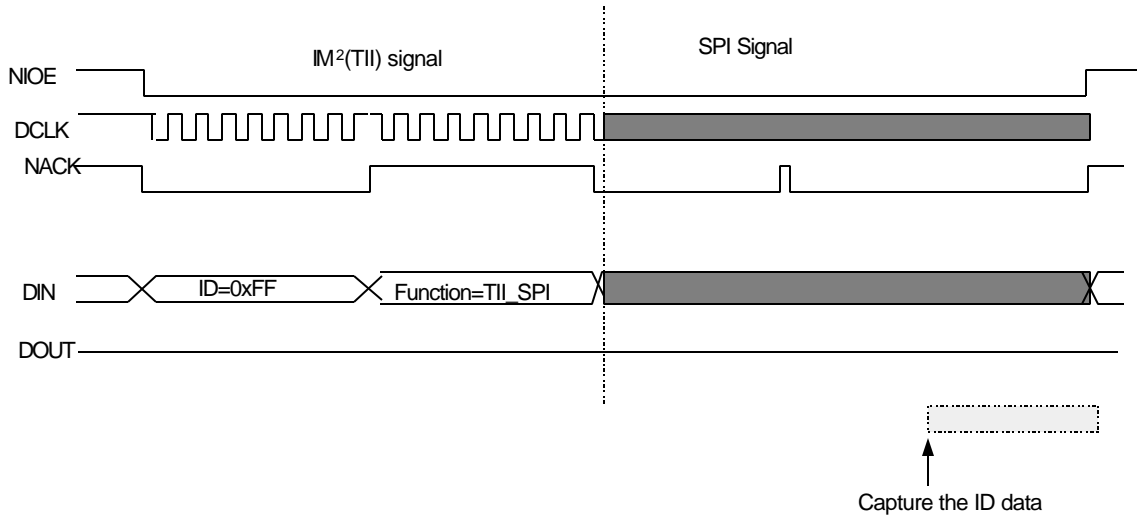 IM²(TII) signal
SPI Signal
NIOE
DCLK
NACK
DIN
ID=0xFF
Function=TII_SPI
DOUT
Capture the ID data